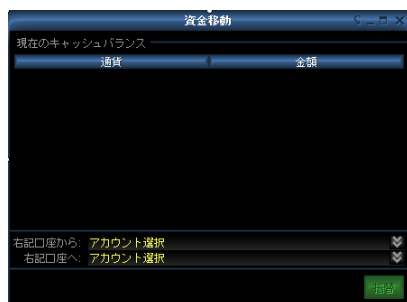 資金移動
現在のキャッシュバランス
通貨 金額
右記口座から: アカウント選択
右記口座へ: アカウント選択
振替